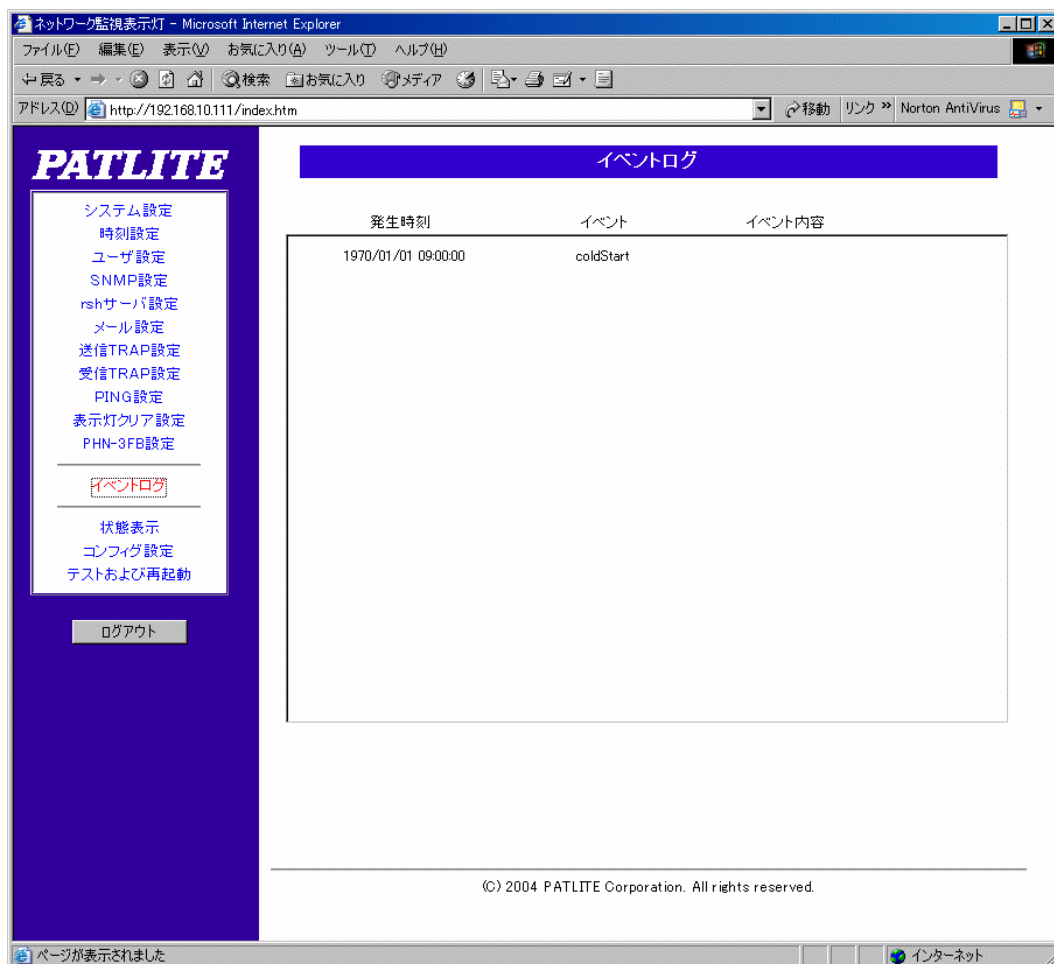 ネットワーク監視表示灯 - Microsoft Internet Explorer
ファイル(F) 編集(E) 表示(V) お気に入り(A) ツール(T) ヘルプ(H)
戻る 検索 お気に入り メディア
アドレス(D) http://192.168.10.111/index.htm 移動 リンク » Norton AntiVirus
PATLITE
システム設定
時刻設定
ユーザ設定
SNMP設定
rshサーバ設定
メール設定
送信TRAP設定
受信TRAP設定
PING設定
表示灯クリア設定
PHN-3FB設定
イベントログ
状態表示
コンフィグ設定
テストおよび再起動
ログアウト
イベントログ
発生時刻 イベント イベント内容
1970/01/01 09:00:00 coldStart
(C) 2004 PATLITE Corporation. All rights reserved.
ページが表示されました インターネット